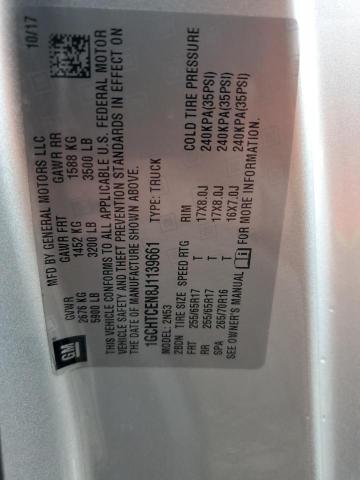 GM
MFD BY GENERAL MOTORS LLC 10/17
GVWR GAWR FRT GAWR RR
2676 KG 1452 KG 1588 KG
5900 LB 3200 LB 3500 LB
THIS VEHICLE CONFORMS TO ALL APPLICABLE U.S. FEDERAL MOTOR
VEHICLE SAFETY AND THEFT PREVENTION STANDARDS IN EFFECT ON
THE DATE OF MANUFACTURE SHOWN ABOVE.
1GCHTCEN8J1139661 TYPE: TRUCK
MODEL: 2N53
2BDN TIRE SIZE SPEED RTG RIM COLD TIRE PRESSURE
FRT 255/65R17 T 17X8.0J 240KPA(35PSI)
RR 255/65R17 T 17X8.0J 240KPA(35PSI)
SPA 265/70R16 T 16X7.0J 240KPA(35PSI)
SEE OWNER'S MANUAL FOR MORE INFORMATION.